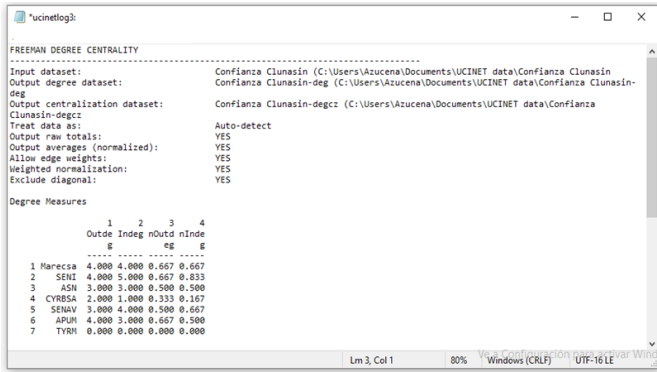 *ucinetlog3:
FREEMAN DEGREE CENTRALITY
--------------------------------------------------------------------------------
Input dataset: Confianza Clunasin (C:\Users\Azucena\Documents\UCINET data\Confianza Clunasin
Output degree dataset: Confianza Clunasin-deg (C:\Users\Azucena\Documents\UCINET data\Confianza Clunasin-
deg
Output centralization dataset: Confianza Clunasin-degcz (C:\Users\Azucena\Documents\UCINET data\Confianza
Clunasin-degcz
Treat data as: Auto-detect
Output raw totals: YES
Output averages (normalized): YES
Allow edge weights: YES
Weighted normalization: YES
Exclude diagonal: YES
Degree Measures
1 2 3 4
Outde Indeg nOutd nInde
g eg g
----- ----- ----- -----
1 Marecsa 4.000 4.000 0.667 0.667
2 SENI 4.000 5.000 0.667 0.833
3 ASN 3.000 3.000 0.500 0.500
4 CYRBSA 2.000 1.000 0.333 0.167
5 SENAV 3.000 4.000 0.500 0.667
6 APUM 4.000 3.000 0.667 0.500
7 TYRM 0.000 0.000 0.000 0.000
Ve a Configuración para activar Wind
Lm 3, Col 1 80% Windows (CRLF) UTF-16 LE